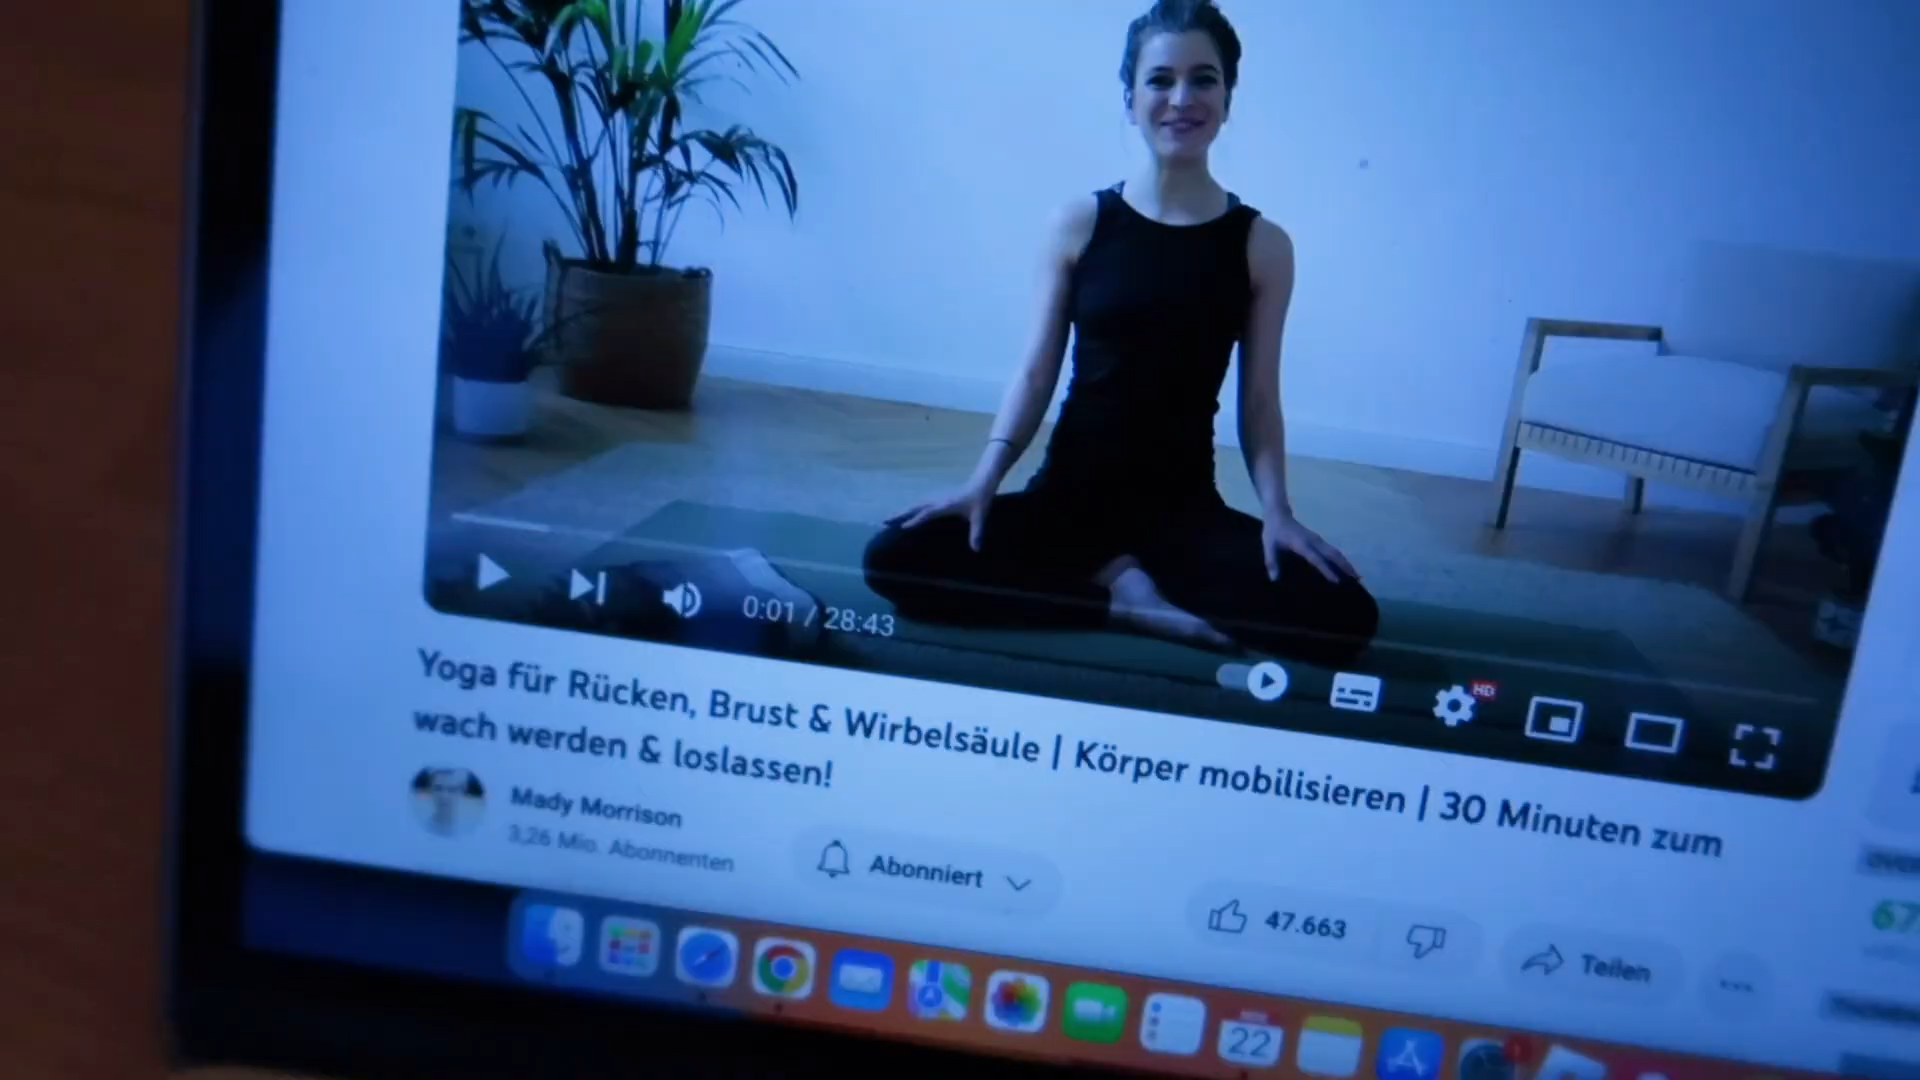 0:01 / 28:43
HD
Yoga für Rücken, Brust & Wirbelsäule | Körper mobilisieren | 30 Minuten zum
wach werden & loslassen!
Mady Morrison
3,26 Mio. Abonnenten
Abonniert
47.663
Teilen
22